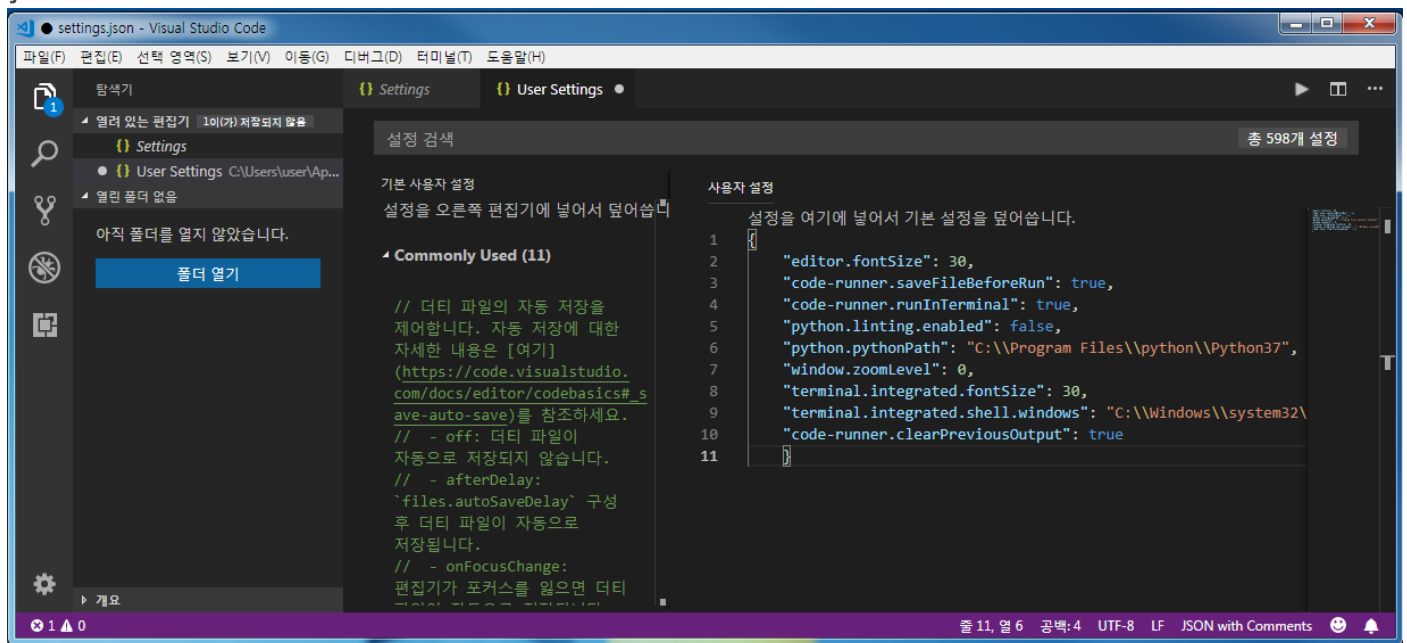 settings.json - Visual Studio Code
파일(F) 편집(E) 선택 영역(S) 보기(V) 이동(G) 디버그(D) 터미널(T) 도움말(H)
탐색기
열려 있는 편집기 1이(가) 저장되지 않음
{} Settings
{} User Settings C:\Users\user\Ap...
열린 폴더 없음
아직 폴더를 열지 않았습니다.
폴더 열기
개요
1
{} Settings
{} User Settings
설정 검색
총 598개 설정
기본 사용자 설정
설정을 오른쪽 편집기에 넣어서 덮어씁니
Commonly Used (11)
// 더티 파일의 자동 저장을
제어합니다. 자동 저장에 대한
자세한 내용은 [여기]
(https://code.visualstudio.
com/docs/editor/codebasics#_s
ave-auto-save)를 참조하세요.
// - off: 더티 파일이
자동으로 저장되지 않습니다.
// - afterDelay:
`files.autoSaveDelay` 구성
후 더티 파일이 자동으로
저장됩니다.
// - onFocusChange:
편집기가 포커스를 잃으면 더티
사용자 설정
설정을 여기에 넣어서 기본 설정을 덮어씁니다.
1 {
2 "editor.fontSize": 30,
3 "code-runner.saveFileBeforeRun": true,
4 "code-runner.runInTerminal": true,
5 "python.linting.enabled": false,
6 "python.pythonPath": "C:\\Program Files\\python\\Python37",
7 "window.zoomLevel": 0,
8 "terminal.integrated.fontSize": 30,
9 "terminal.integrated.shell.windows": "C:\\Windows\\system32\
10 "code-runner.clearPreviousOutput": true
11 }
1 0
줄 11, 열 6 공백: 4 UTF-8 LF JSON with Comments